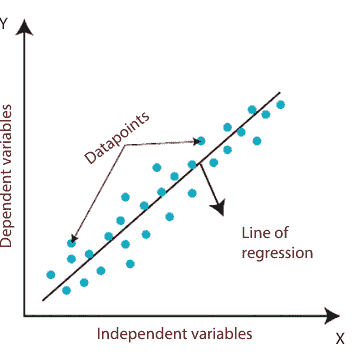 Y
Dependent variables
Datapoints
Line of
regression
Independent variables
X